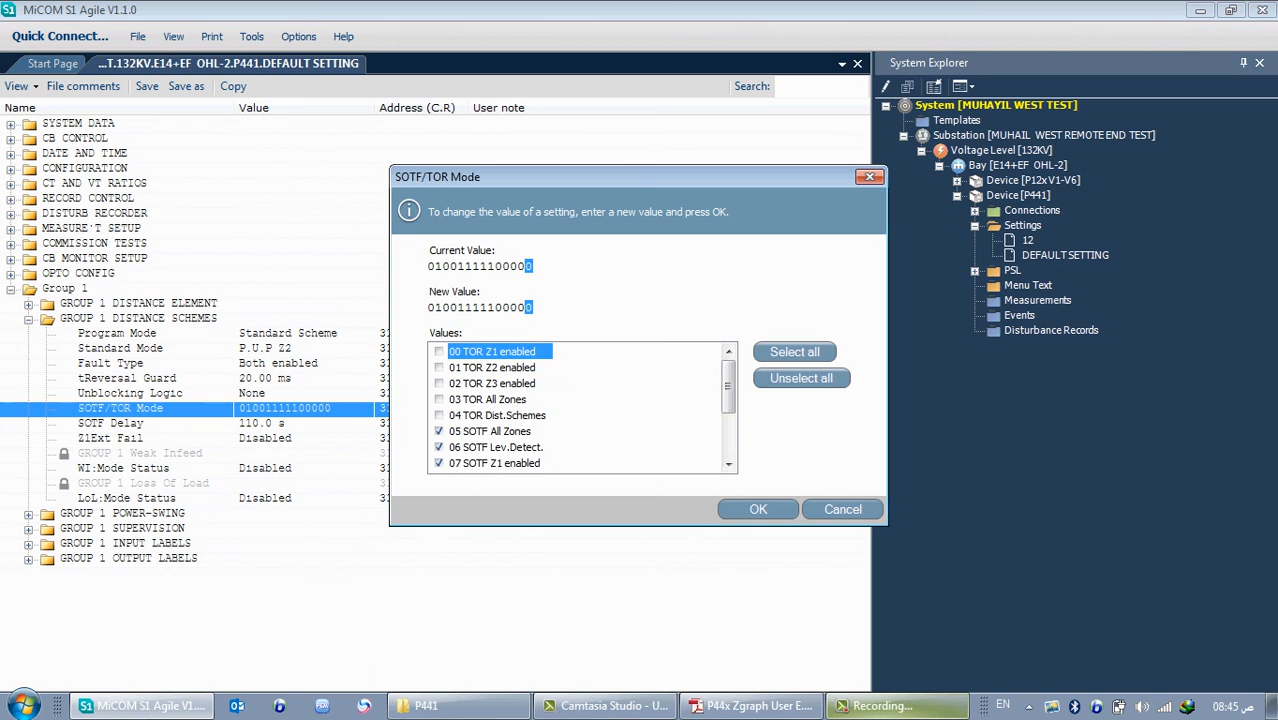 MiCOM S1 Agile V1.1.0
Quick Connect... File View Print Tools Options Help
Start Page ...T.132KV.E14+EF OHL-2.P441.DEFAULT SETTING
View File comments Save Save as Copy Search:
Name Value Address (C.R) User note
SYSTEM DATA
CB CONTROL
DATE AND TIME
CONFIGURATION
CT AND VT RATIOS
RECORD CONTROL
DISTURB RECORDER
MEASURE'T SETUP
COMMISSION TESTS
CB MONITOR SETUP
OPTO CONFIG
Group 1
GROUP 1 DISTANCE ELEMENT
GROUP 1 DISTANCE SCHEMES
Program Mode Standard Scheme
Standard Mode P.U.P Z2
Fault Type Both enabled
tReversal Guard 20.00 ms
Unblocking Logic None
SOTF/TOR Mode 01001111100000
SOTF Delay 110.0 s
Z1Ext Fail Disabled
GROUP 1 Weak Infeed
WI:Mode Status Disabled
GROUP 1 Loss Of Load
LoL:Mode Status Disabled
GROUP 1 POWER-SWING
GROUP 1 SUPERVISION
GROUP 1 INPUT LABELS
GROUP 1 OUTPUT LABELS
SOTF/TOR Mode
To change the value of a setting, enter a new value and press OK.
Current Value:
01001111100000
New Value:
01001111100000
Values:
00 TOR Z1 enabled
01 TOR Z2 enabled
02 TOR Z3 enabled
03 TOR All Zones
04 TOR Dist.Schemes
05 SOTF All Zones
06 SOTF Lev.Detect.
07 SOTF Z1 enabled
Select all
Unselect all
OK Cancel
System Explorer
System [MUHAYIL WEST TEST]
Templates
Substation [MUHAIL WEST REMOTE END TEST]
Voltage Level [132KV]
Bay [E14+EF OHL-2]
Device [P12xV1-V6]
Device [P441]
Connections
Settings
12
DEFAULT SETTING
PSL
Menu Text
Measurements
Events
Disturbance Records
MiCOM S1 Agile V1.... P441 Camtasia Studio - U... P44x Zgraph User E.... Recording... EN 08:45 ص